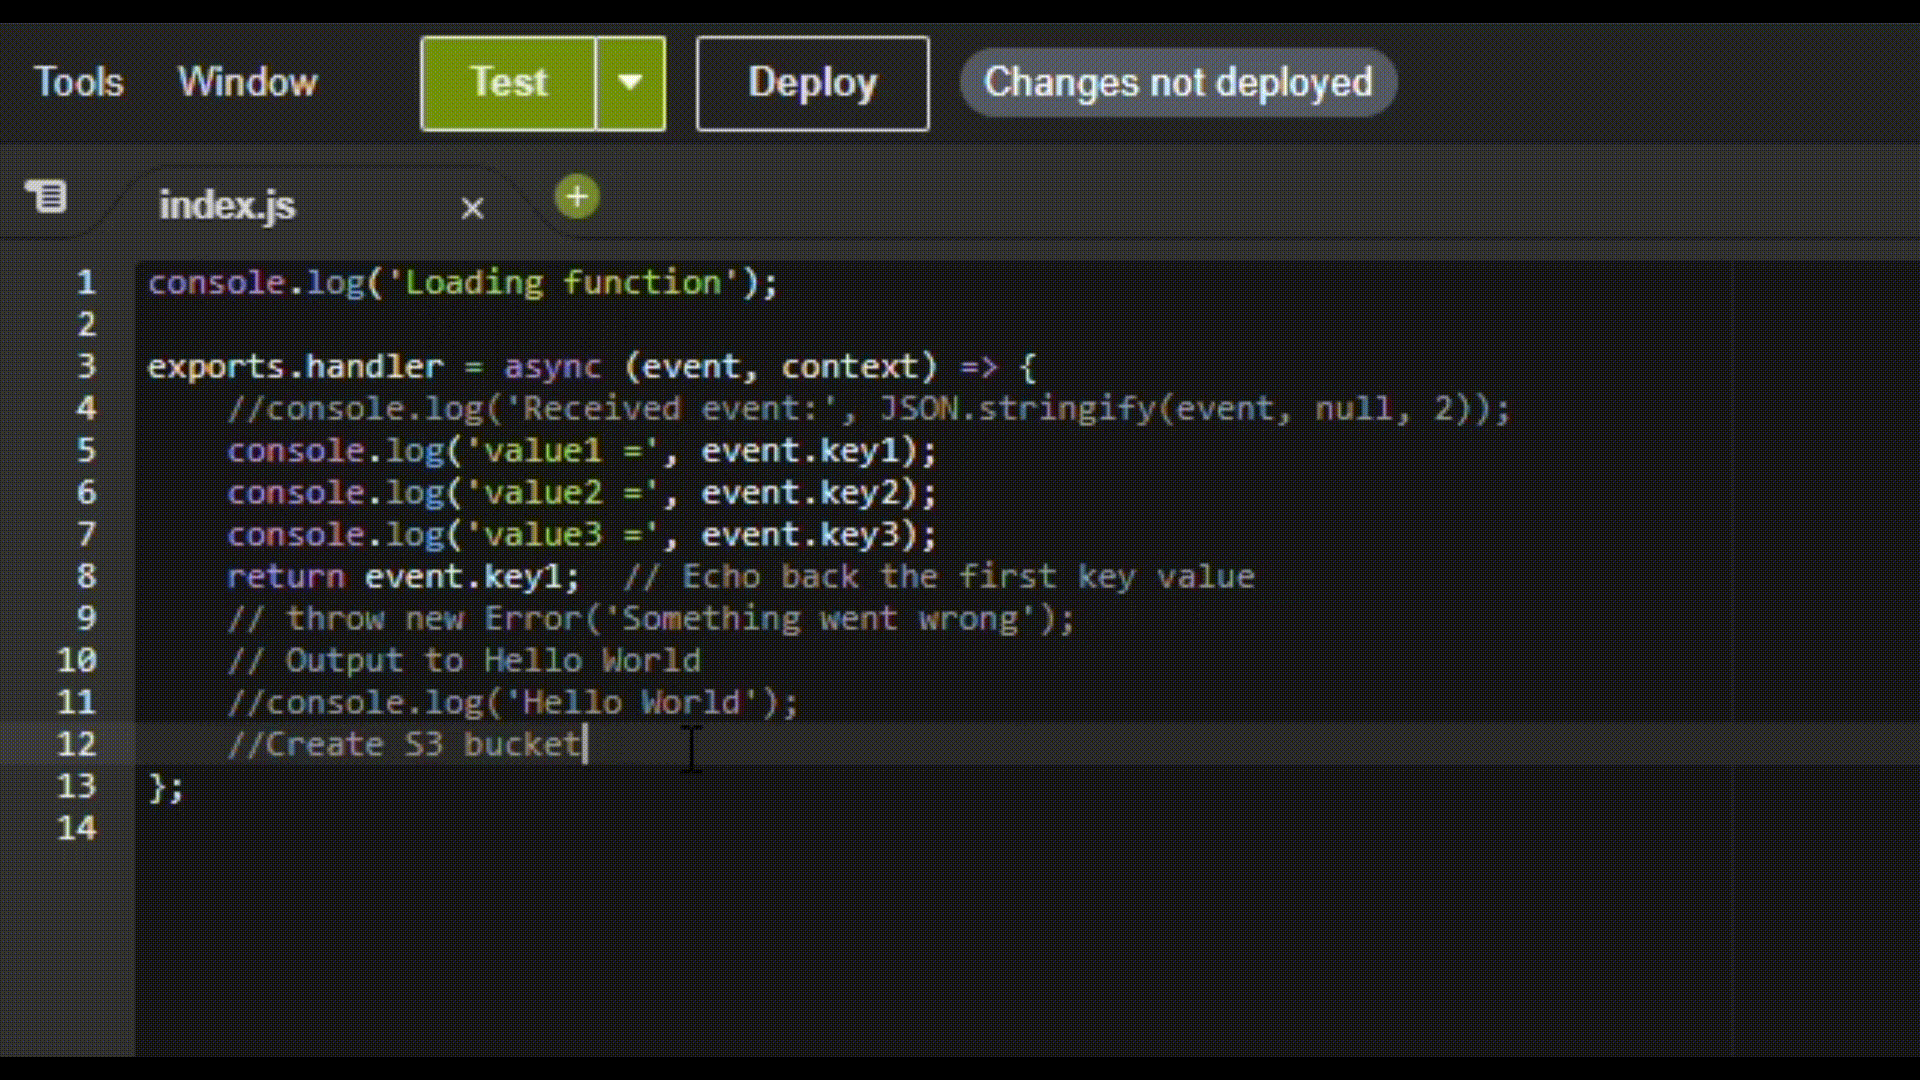 Tools Window Test Deploy Changes not deployed
index.js
1 console.log('Loading function');
2
3 exports.handler = async (event, context) => {
4 //console.log('Received event:', JSON.stringify(event, null, 2));
5 console.log('value1 =', event.key1);
6 console.log('value2 =', event.key2);
7 console.log('value3 =', event.key3);
8 return event.key1; // Echo back the first key value
9 // throw new Error('Something went wrong');
10 // Output to Hello World
11 //console.log('Hello World');
12 //Create S3 bucket
13 };
14